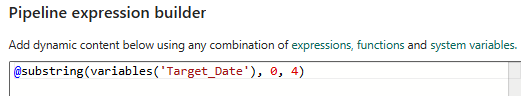 Pipeline expression builder
Add dynamic content below using any combination of expressions, functions and system variables.
@substring(variables('Target_Date'), 0, 4)